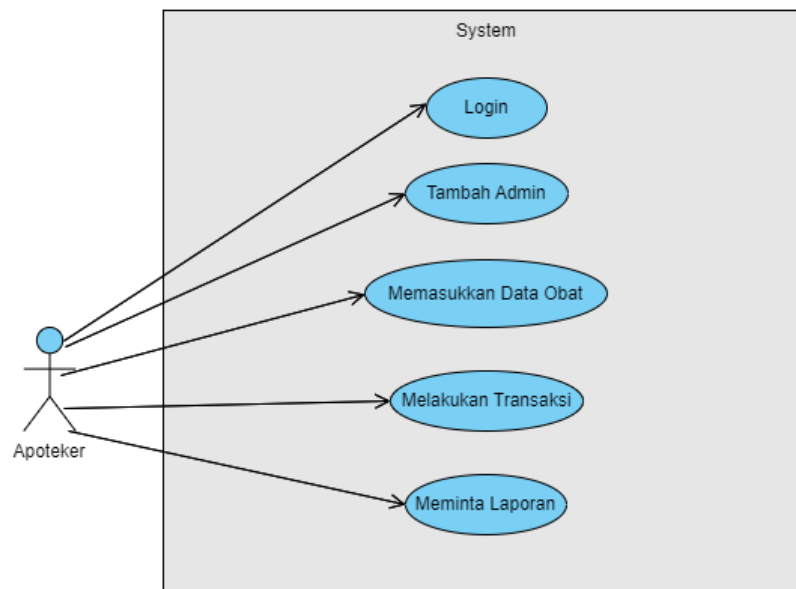 System
Login
Tambah Admin
Memasukkan Data Obat
Melakukan Transaksi
Meminta Laporan
Apoteker